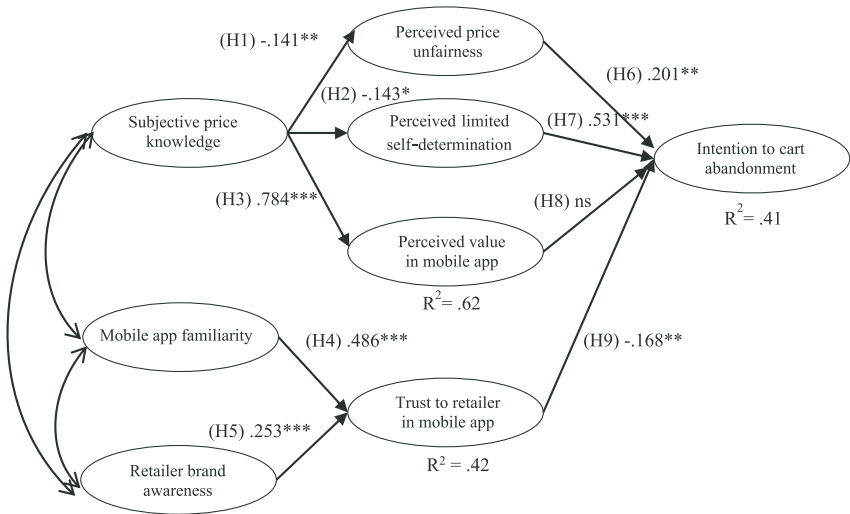 Perceived price
unfairness
(H1) -.141**
(H6) .201**
(H2) -.143*
(H7) .531***
Subjective price
knowledge
Perceived limited
self-determination
Intention to cart
abandonment
R² = .41
(H3) .784***
(H8) ns
Perceived value
in mobile app
R²= .62
Mobile app familiarity
(H4) .486***
(H9) -.168**
Trust to retailer
in mobile app
(H5) .253***
R² = .42
Retailer brand
awareness